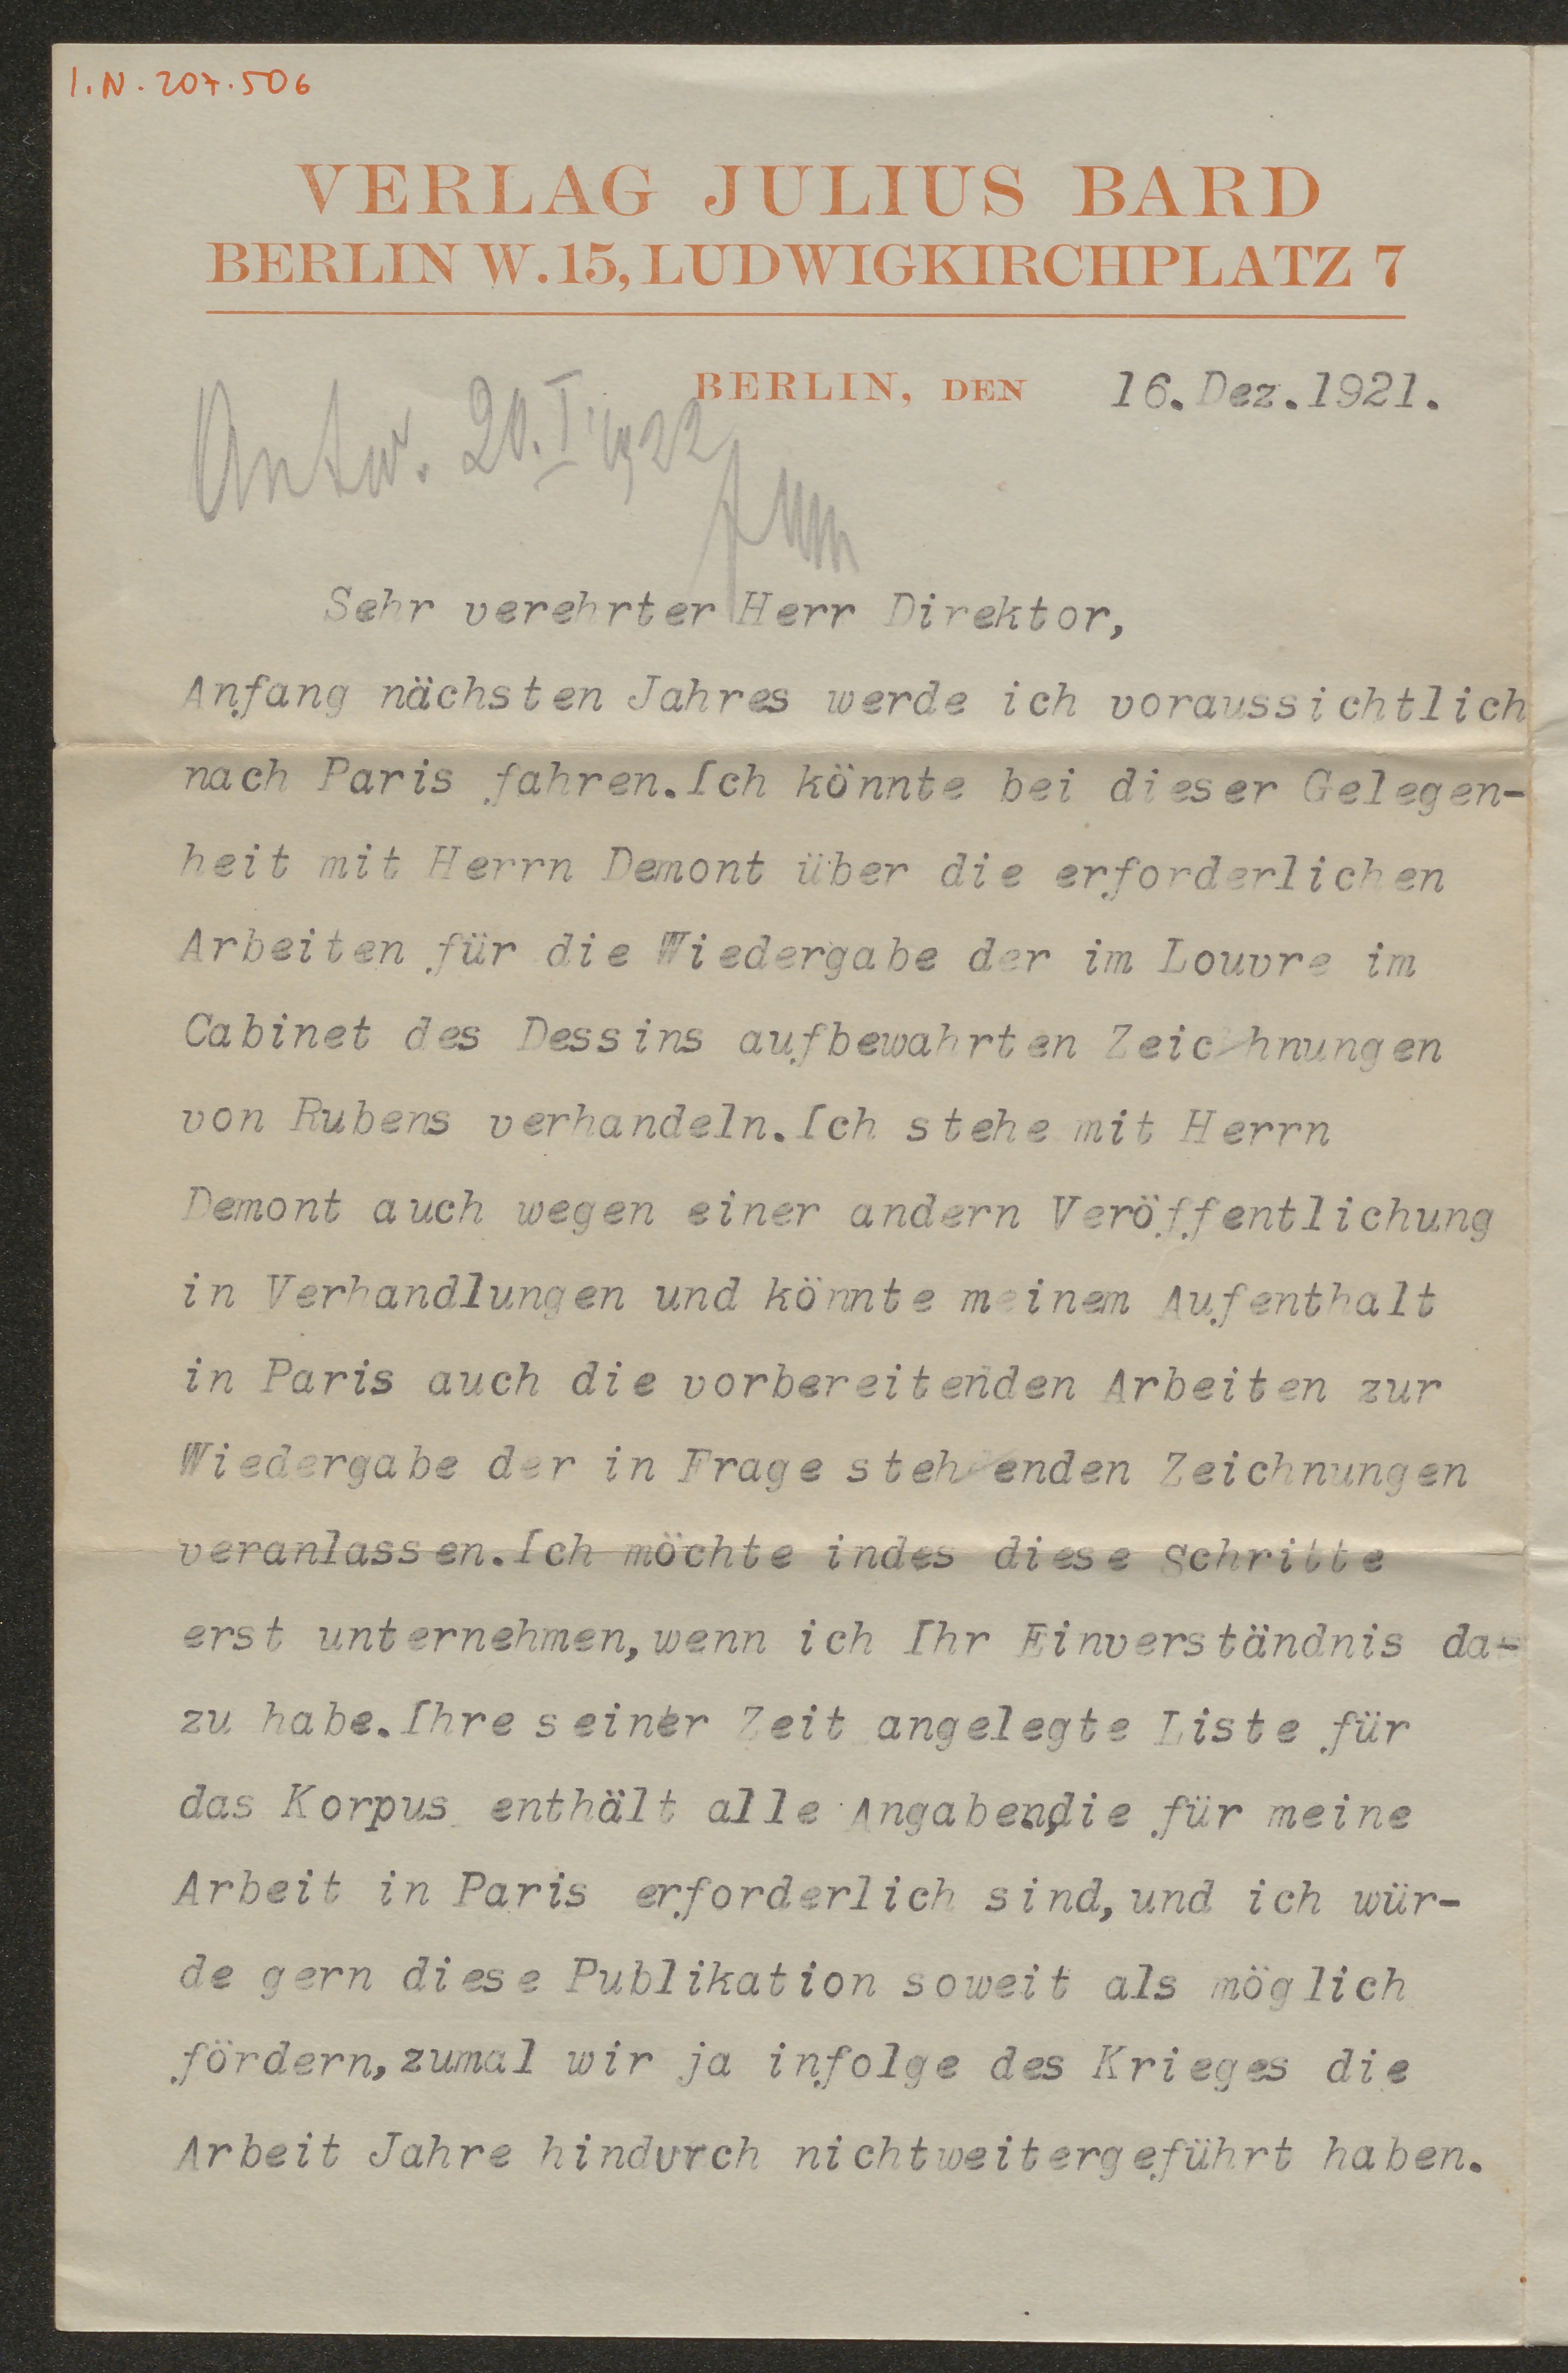 I.N. 207.506
VERLAG JULIUS BARD
BERLIN W.15, LUDWIGKIRCHPLATZ 7
BERLIN, DEN 16.Dez.1921.
Antw. 20.I.1922
Sehr verehrter Herr Direktor,
Anfang nächsten Jahres werde ich voraussichtlich
nach Paris fahren.Ich könnte bei dieser Gelegen-
heit mit Herrn Demont über die erforderlichen
Arbeiten für die Wiedergabe der im Louvre im
Cabinet des Dessins aufbewahrten Zeichnungen
von Rubens verhandeln.Ich stehe mit Herrn
Demont auch wegen einer andern Veröffentlichung
in Verhandlungen und könnte meinem Aufenthalt
in Paris auch die vorbereitenden Arbeiten zur
Wiedergabe der in Frage stehenden Zeichnungen
veranlassen.Ich möchte indes diese Schritte
erst unternehmen,wenn ich Ihr Einverständnis da-
zu habe.Ihre seiner Zeit angelegte Liste für
das Korpus enthält alle Angaben,die für meine
Arbeit in Paris erforderlich sind,und ich wür-
de gern diese Publikation soweit als möglich
fördern,zumal wir ja infolge des Krieges die
Arbeit Jahre hindurch nichtweitergeführt haben.